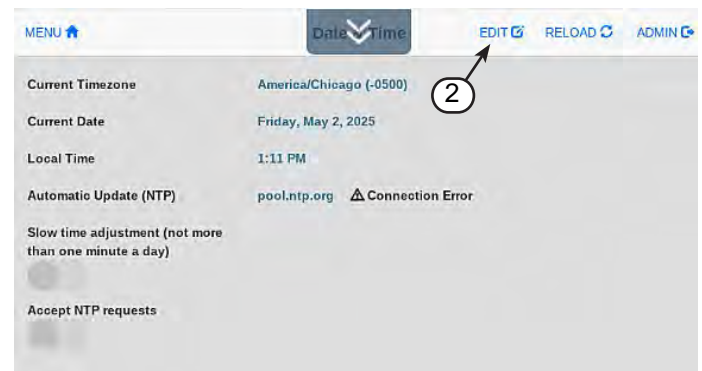 MENU
Date Time
EDIT
RELOAD
ADMIN
2
Current Timezone
America/Chicago (-0500)
Current Date
Friday, May 2, 2025
Local Time
1:11 PM
Automatic Update (NTP)
pool.ntp.org
Connection Error
Slow time adjustment (not more
than one minute a day)
Accept NTP requests